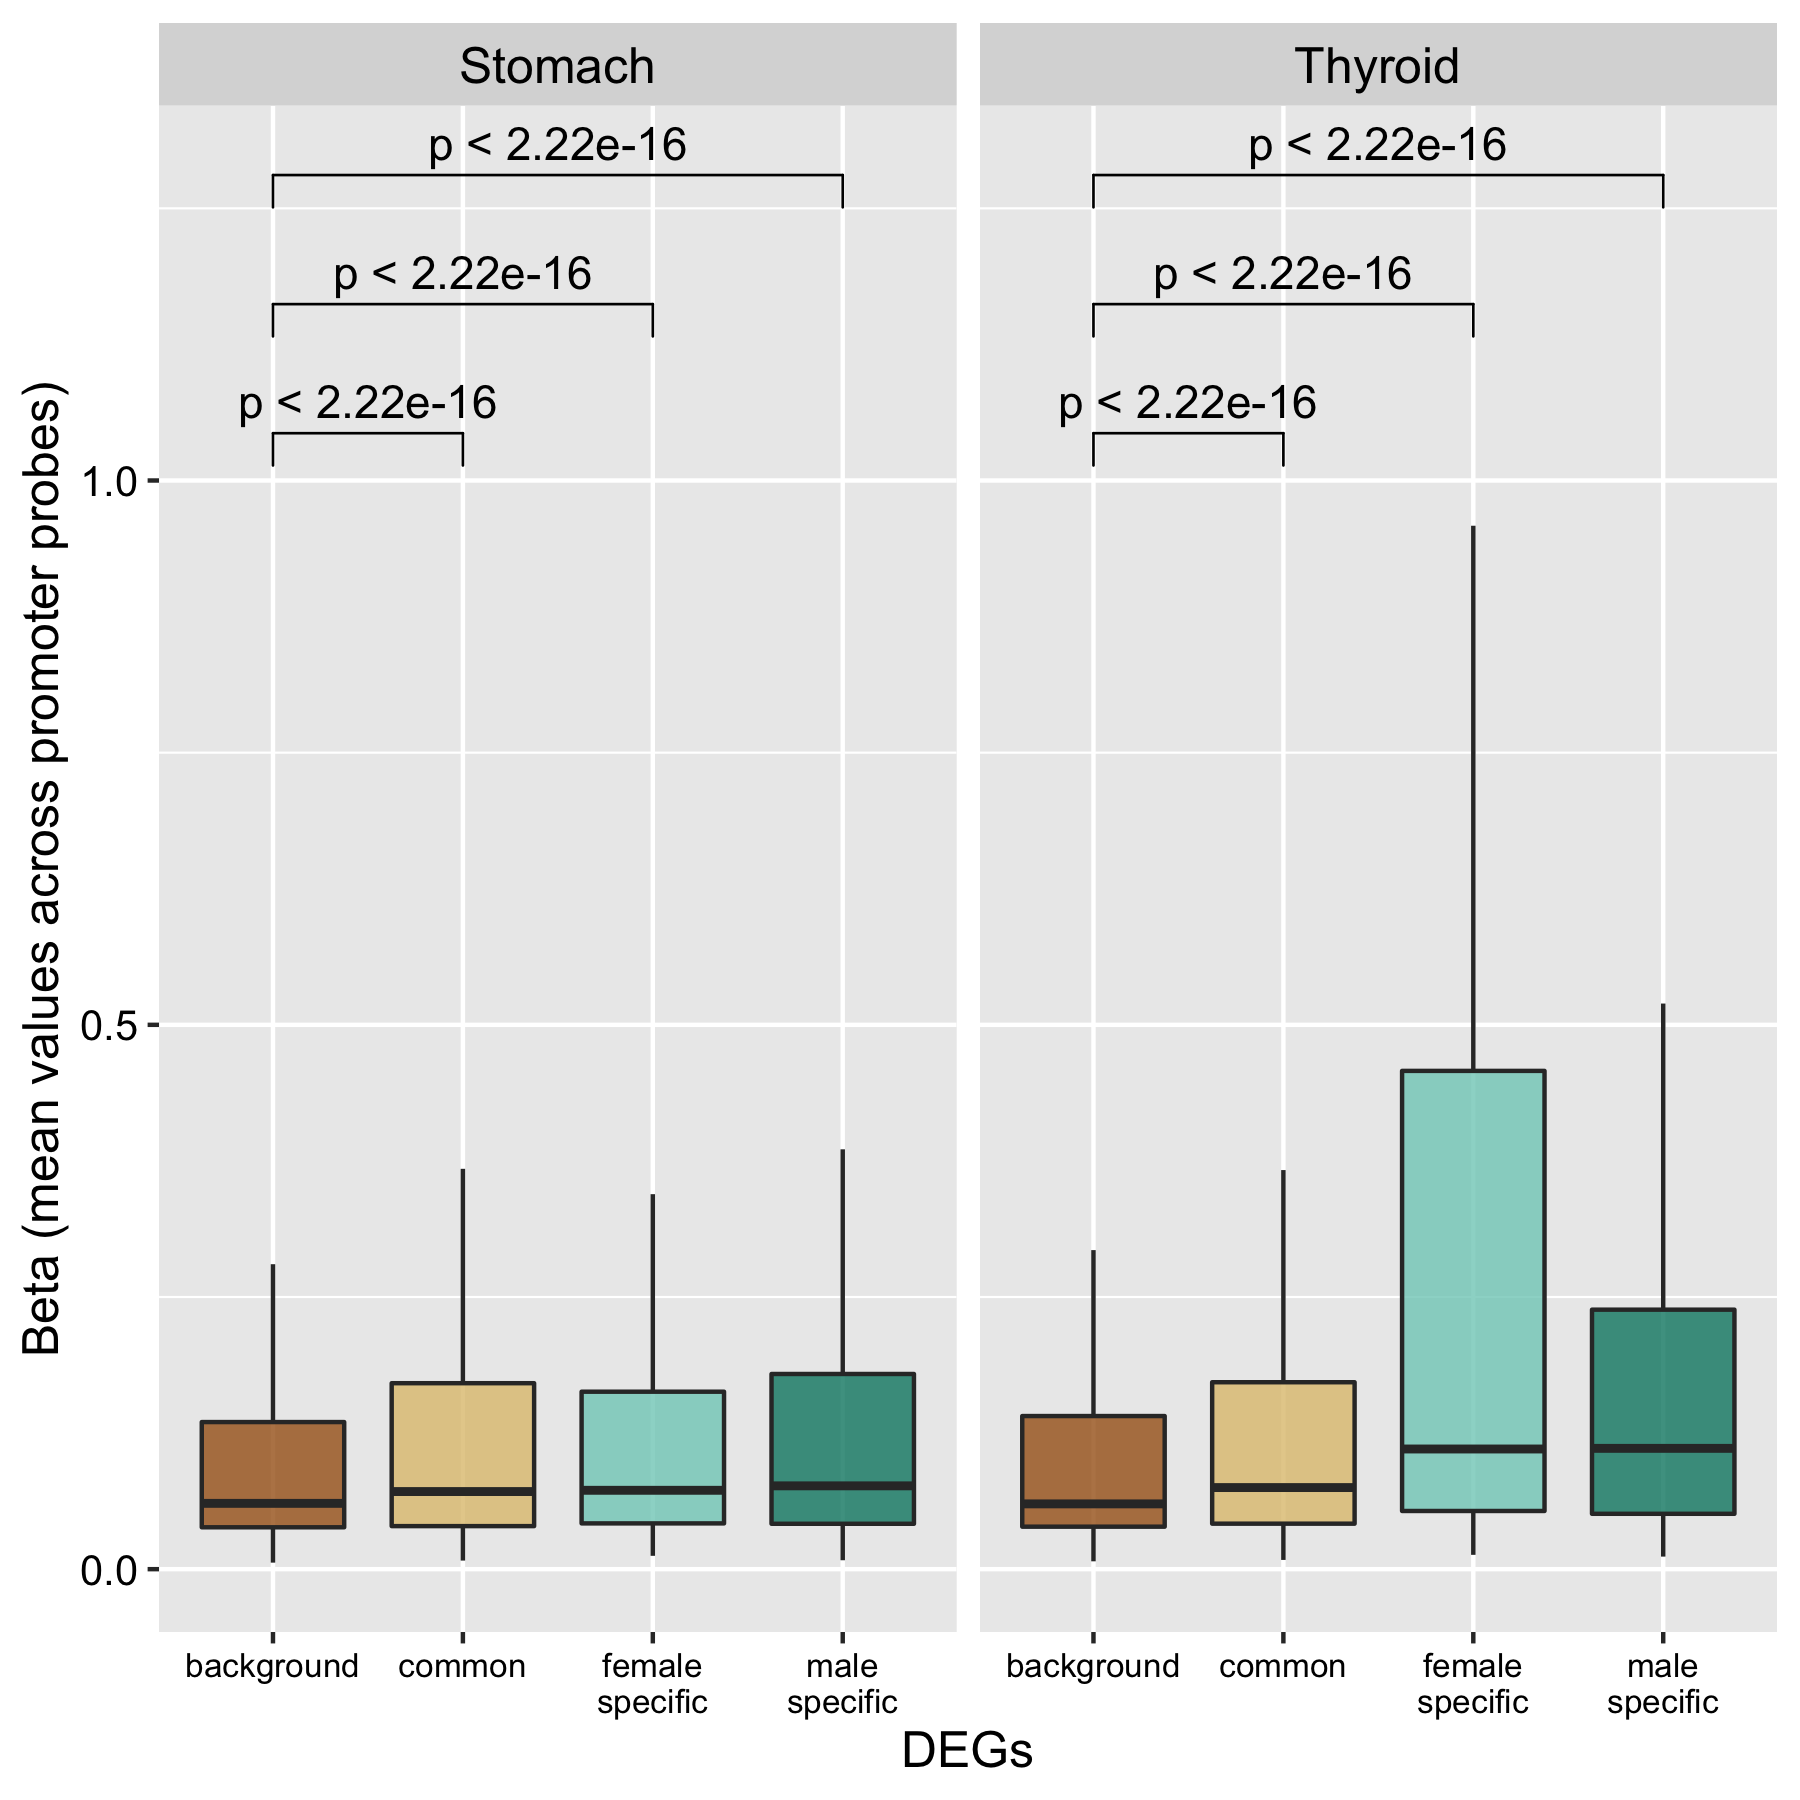 Stomach
Thyroid
p < 2.22e-16
p < 2.22e-16
p < 2.22e-16
p < 2.22e-16
p < 2.22e-16
p < 2.22e-16
Beta (mean values across promoter probes)
1.0
0.5
0.0
background
common
female
specific
male
specific
background
common
female
specific
male
specific
DEGs